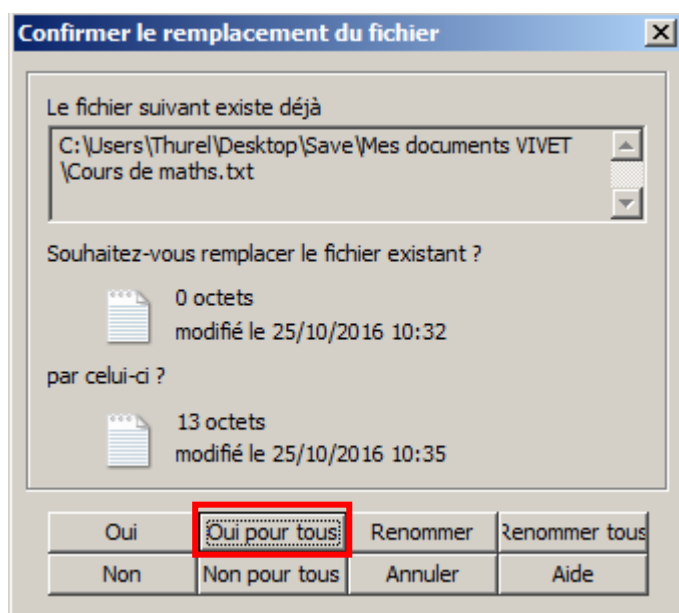 Confirmer le remplacement du fichier
Le fichier suivant existe déjà
C:\Users\Thurel\Desktop\Save\Mes documents VIVET
\Cours de maths.txt
Souhaitez-vous remplacer le fichier existant ?
0 octets
modifié le 25/10/2016 10:32
par celui-ci ?
13 octets
modifié le 25/10/2016 10:35
Oui Oui pour tous Renommer Renommer tous
Non Non pour tous Annuler Aide